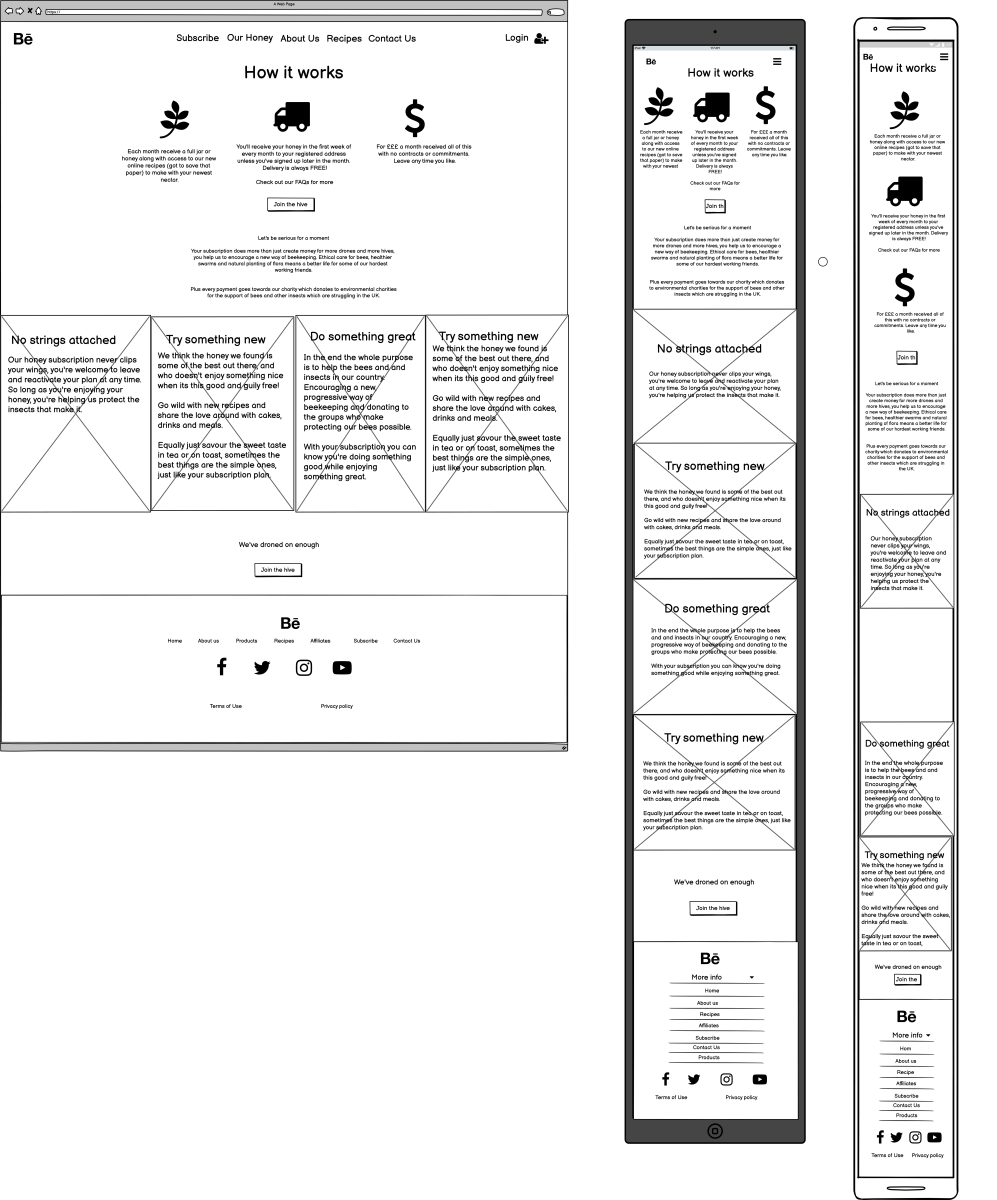 A Web Page
https://
Bē
Subscribe Our Honey About Us Recipes Contact Us
Login
How it works
Each month receive a full jar or
honey along with access to our new
online recipes (got to save that
paper) to make with your newest
nectar.
You'll receive your honey in the first week of
every month to your registered address
unless you've signed up later in the month.
Delivery is always FREE!
Check out our FAQs for more
For £££ a month received all of this
with no contracts or commitments.
Leave any time you like.
Join the hive
Let's be serious for a moment
Your subscription does more than just create money for more drones and more hives,
you help us to encourage a new way of beekeeping. Ethical care for bees, healthier
swarms and natural planting of flora means a better life for some of our hardest
working friends.
Plus every payment goes towards our charity which donates to environmental charities
for the support of bees and other insects which are struggling in the UK.
No strings attached
Our honey subscription never clips
your wings, you're welcome to leave
and reactivate your plan at any time.
So long as you're enjoying your
honey, you're helping us protect the
insects that make it.
Try something new
We think the honey we found is
some of the best out there, and
who doesn't enjoy something nice
when its this good and guily free!
Go wild with new recipes and
share the love around with cakes,
drinks and meals.
Equally just savour the sweet taste
in tea or on toast, sometimes the
best things are the simple ones,
just like your subscription plan.
Do something great
In the end the whole purpose
is to help the bees and and
insects in our country.
Encouraging a new,
progressive way of
beekeeping and donating to
the groups who make
protecting our bees possible.
With your subscription you can
know you're doing something
good while enjoying
something great.
Try something new
We think the honey we found is
some of the best out there, and
who doesn't enjoy something nice
when its this good and guily free!
Go wild with new recipes and
share the love around with cakes,
drinks and meals.
Equally just savour the sweet taste
in tea or on toast, sometimes the
best things are the simple ones,
just like your subscription plan.
We've droned on enough
Join the hive
Bē
Home About us Products Recipes Affiliates Subscribe Contact Us
Terms of Use Privacy policy
Bē
How it works
Each month receive
a full jar or honey
along with access
to our new online
recipes (got to save
that paper) to make
with your newest
You'll receive your
honey in the first week
of every month to your
registered address
unless you've signed
up later in the month.
Delivery is always
FREE!
Check out our FAQs for
more
For £££ a month
received all of this
with no contracts or
commitments. Leave
any time you like.
Join th
Let's be serious for a moment
Your subscription does more than just create money for
more drones and more hives, you help us to encourage a
new way of beekeeping. Ethical care for bees, healthier
swarms and natural planting of flora means a better life for
some of our hardest working friends.
Plus every payment goes towards our charity which donates
to environmental charities for the support of bees and other
insects which are struggling in the UK.
No strings attached
Our honey subscription never clips your wings,
you're welcome to leave and reactivate your plan
at any time. So long as you're enjoying your honey,
you're helping us protect the insects that make it.
Try something new
We think the honey we found is some of the best out
there, and who doesn't enjoy something nice when its
this good and guily free!
Go wild with new recipes and share the love around
with cakes, drinks and meals.
Equally just savour the sweet taste in tea or on toast,
sometimes the best things are the simple ones, just like
your subscription plan.
Do something great
In the end the whole purpose is to help the bees
and and insects in our country. Encouraging a new,
progressive way of beekeeping and donating to the
groups who make protecting our bees possible.
With your subscription you can know you're doing
something good while enjoying something great.
Try something new
We think the honey we found is some of the best out
there, and who doesn't enjoy something nice when its
this good and guily free!
Go wild with new recipes and share the love around
with cakes, drinks and meals.
Equally just savour the sweet taste in tea or on toast,
sometimes the best things are the simple ones, just like
your subscription plan.
We've droned on enough
Join the hive
Bē
More info
Home
About us
Recipes
Affiliates
Subscribe
Contact Us
Products
Terms of Use Privacy policy
Bē
How it works
Each month receive a full jar or
honey along with access to our
new online recipes (got to save
that paper) to make with your newest
nectar.
You'll receive your honey in the first
week of every month to your
registered address unless you've
signed up later in the month. Delivery
is always FREE!
Check out our FAQs for more
For £££ a month received all of
this with no contracts or
commitments. Leave any time you
like.
Join th
Let's be serious for a moment
Your subscription does more than just
create money for more drones and
more hives, you help us to encourage
a new way of beekeeping. Ethical care
for bees, healthier swarms and natural
planting of flora means a better life for
some of our hardest working friends.
Plus every payment goes towards our
charity which donates to environmental
charities for the support of bees and
other insects which are struggling in
the UK.
No strings attached
Our honey subscription
never clips your wings,
you're welcome to leave and
reactivate your plan at any
time. So long as you're
enjoying your honey, you're
helping us protect the
insects that make it.
Do something great
In the end the whole purpose
is to help the bees and and
insects in our country.
Encouraging a new,
progressive way of
beekeeping and donating to
the groups who make
protecting our bees possible.
Try something new
We think the honey we found is
some of the best out there, and
who doesn't enjoy something
nice when its this good and guily
free!
Go wild with new recipes and
share the love around with cakes,
drinks and meals.
Equally just savour the sweet
taste in tea or on toast,
We've droned on enough
Join the
Bē
More info
Hom
About us
Recipe
Affiliates
Subscribe
Contact Us
Products
Terms of Use Privacy policy